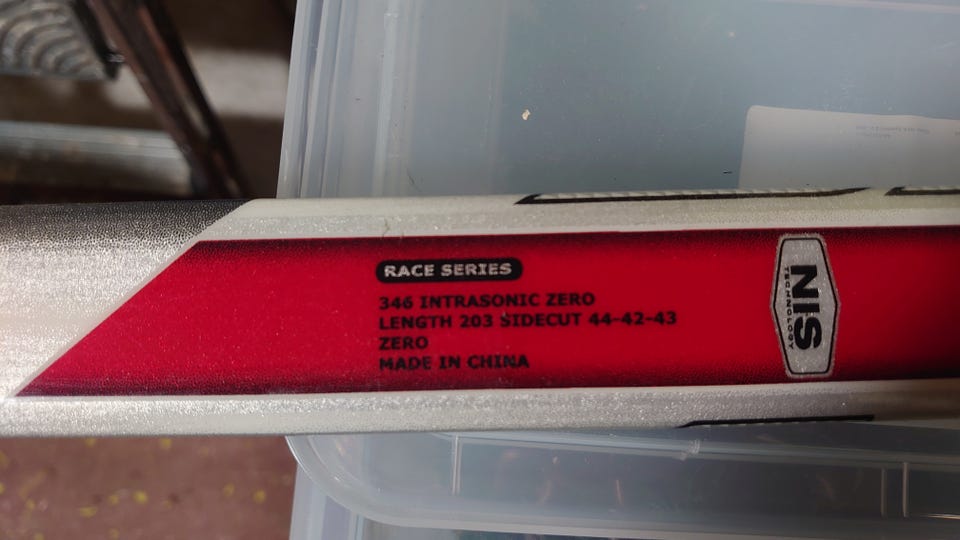 RACE SERIES
346 INTRASONIC ZERO
LENGTH 203 SIDECUT 44-42-43
ZERO
MADE IN CHINA
NIS
TECHNOLOGY